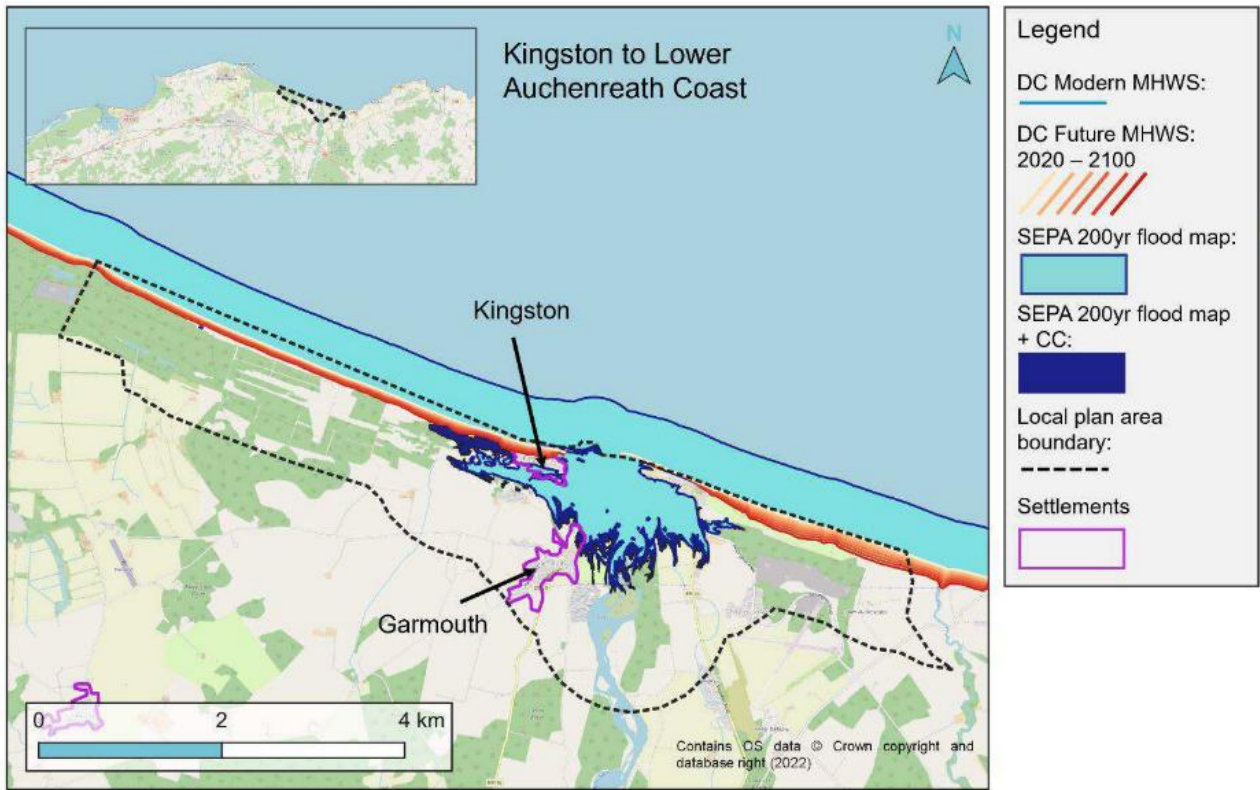 Kingston to Lower
Auchenreath Coast
N
Kingston
Garmouth
0 2 4 km
Contains OS data © Crown copyright and
database right (2022)
Legend
DC Modern MHWS:
DC Future MHWS:
2020 – 2100
SEPA 200yr flood map:
SEPA 200yr flood map
+ CC:
Local plan area
boundary:
Settlements